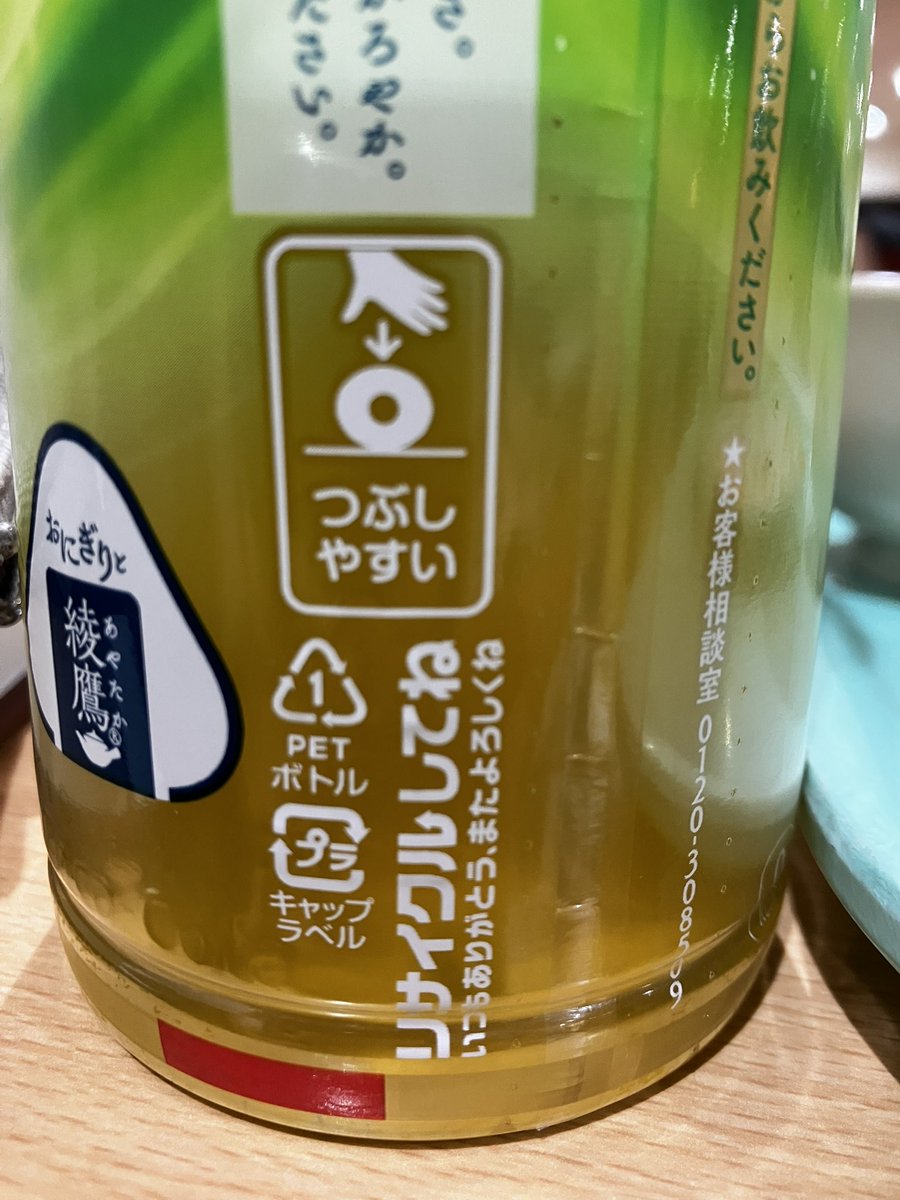 さ。
かろやか。
ださい。
からお飲みください。
つぶし
やすい
おにぎりと
綾鷹
あやたか®
1
PET
ボトル
プラ
キャップ
ラベル
リサイクルしてね
いつもありがとう、またよろしくね
★お客様相談室 0120-308509